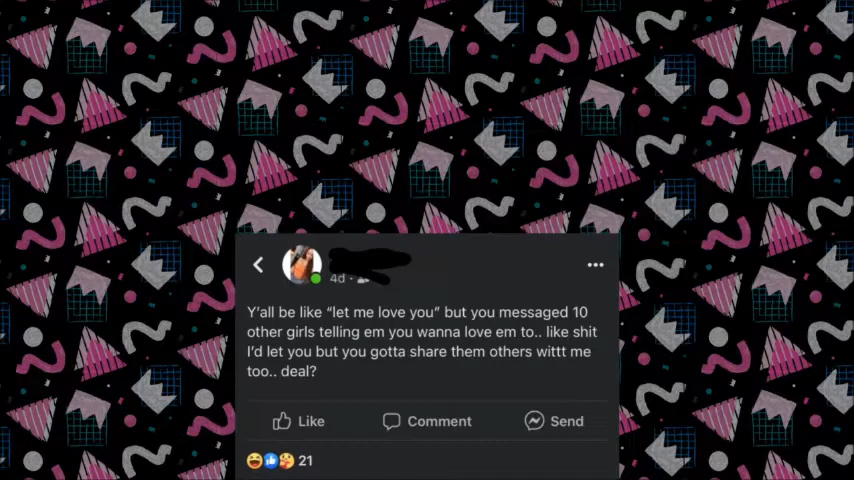 4d ·
Y'all be like “let me love you” but you messaged 10
other girls telling em you wanna love em to.. like shit
I'd let you but you gotta share them others wittt me
too.. deal?
Like Comment Send
21